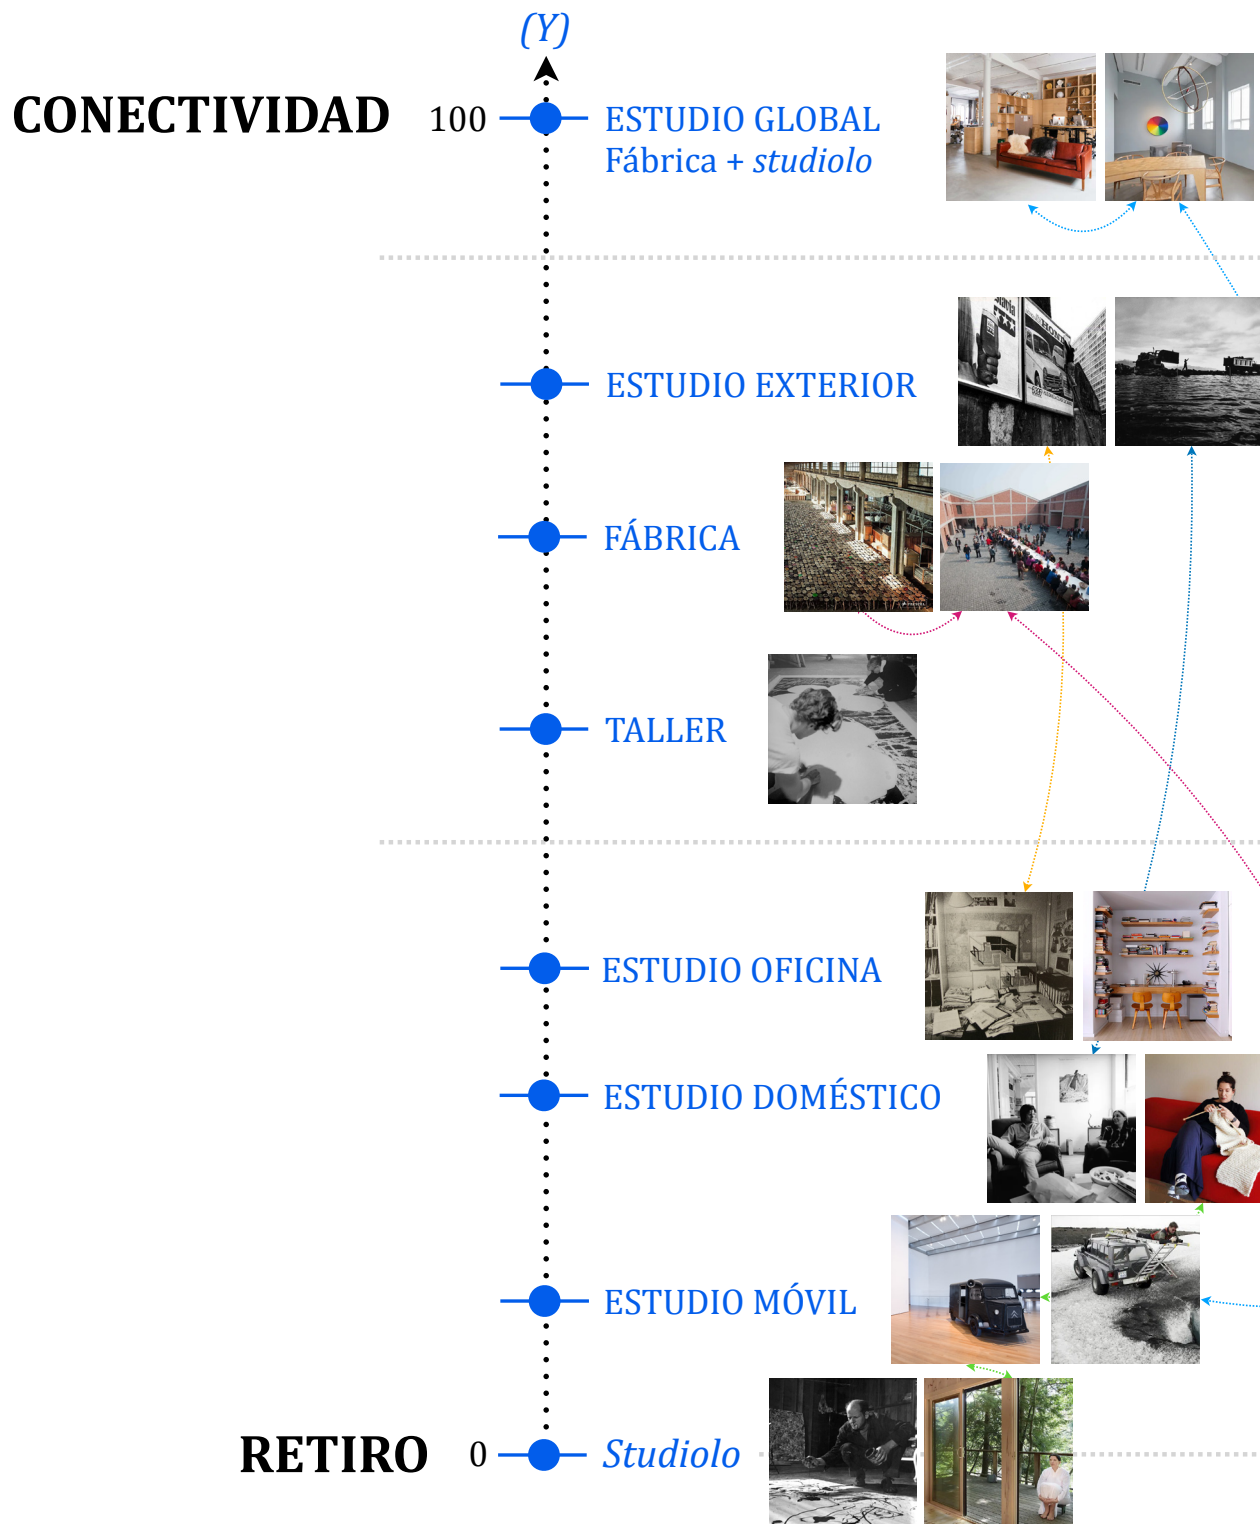 (Y)
CONECTIVIDAD 100 ESTUDIO GLOBAL
Fábrica + studiolo
HONDA
ESTUDIO EXTERIOR
FÁBRICA
TALLER
ESTUDIO OFICINA
ESTUDIO DOMÉSTICO
ESTUDIO MÓVIL
RETIRO 0 Studiolo